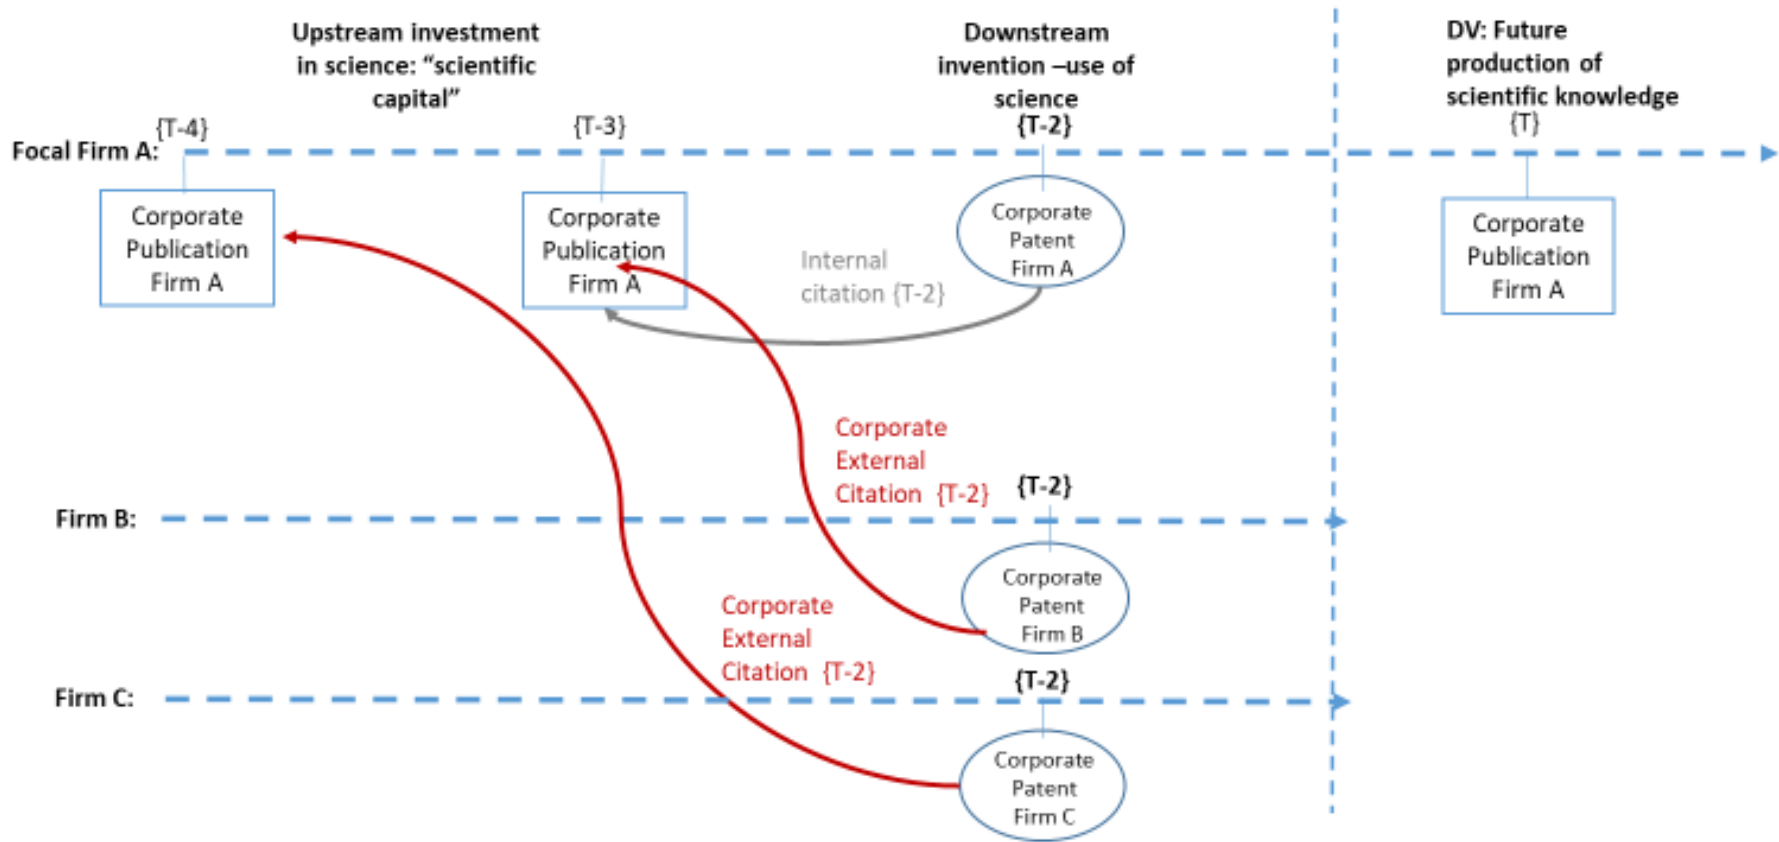 Upstream investment
in science: “scientific
capital”
Downstream
invention –use of
science
DV: Future
production of
scientific knowledge
{T-4}
{T-3}
{T-2}
{T}
Focal Firm A:
Corporate
Publication
Firm A
Corporate
Publication
Firm A
Corporate
Patent
Firm A
Corporate
Publication
Firm A
Internal
citation {T-2}
Corporate
External
Citation {T-2}
{T-2}
Firm B:
Corporate
Patent
Firm B
Corporate
External
Citation {T-2}
{T-2}
Firm C:
Corporate
Patent
Firm C